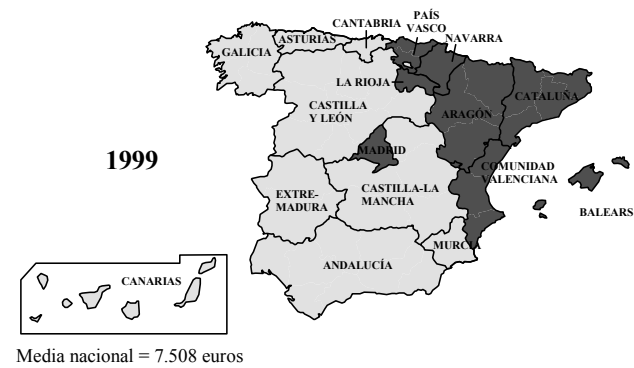 PAÍS
VASCO
CANTABRIA
ASTURIAS
NAVARRA
GALICIA
LA RIOJA
CATALUÑA
CASTILLA
Y LEÓN
ARAGÓN
1999
MADRID
COMUNIDAD
VALENCIANA
EXTRE-
MADURA
CASTILLA-LA
MANCHA
BALEARS
MURCIA
ANDALUCÍA
CANARIAS
Media nacional = 7.508 euros